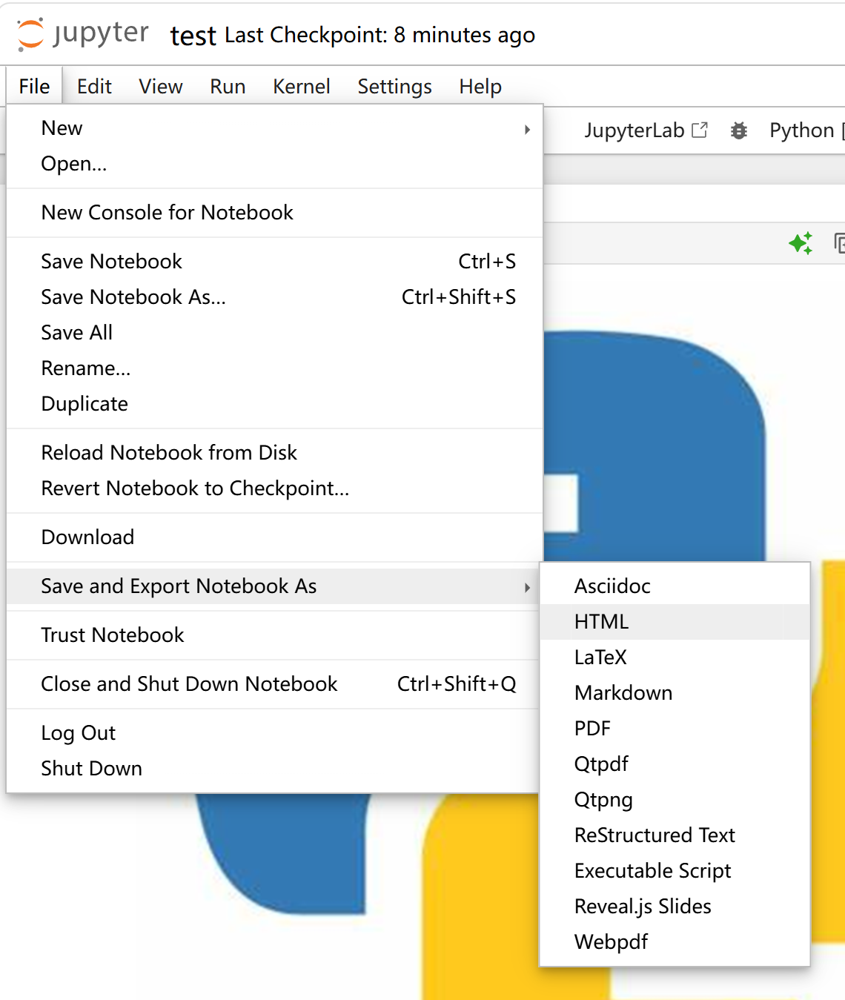 jupyter test Last Checkpoint: 8 minutes ago
File Edit View Run Kernel Settings Help
JupyterLab Python
New
Open...
New Console for Notebook
Save Notebook Ctrl+S
Save Notebook As... Ctrl+Shift+S
Save All
Rename...
Duplicate
Reload Notebook from Disk
Revert Notebook to Checkpoint...
Download
Save and Export Notebook As
Trust Notebook
Close and Shut Down Notebook Ctrl+Shift+Q
Log Out
Shut Down
Asciidoc
HTML
LaTeX
Markdown
PDF
Qtpdf
Qtpng
ReStructured Text
Executable Script
Reveal.js Slides
Webpdf